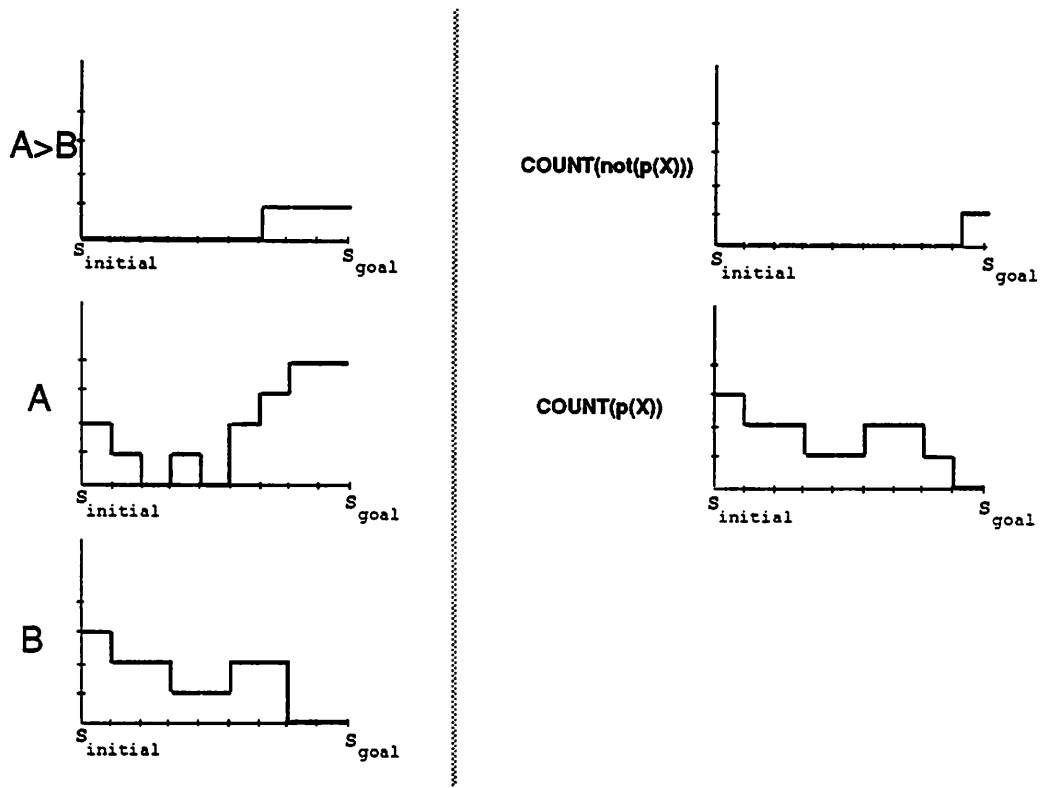 A>B
S initial
S goal
A
S initial
S goal
B
S initial
S goal
COUNT(not(p(X)))
S initial
S goal
COUNT(p(X))
S initial
S goal